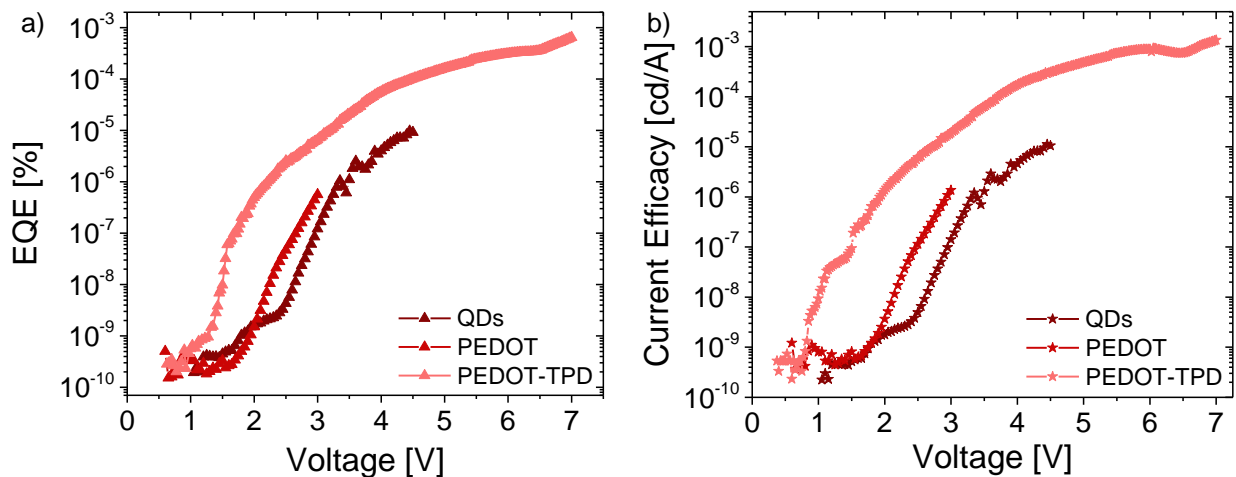 a)
EQE [%]
10⁻³
10⁻⁴
10⁻⁵
10⁻⁶
10⁻⁷
10⁻⁸
10⁻⁹
10⁻¹⁰
QDs
PEDOT
PEDOT-TPD
0 1 2 3 4 5 6 7
Voltage [V]
b)
Current Efficacy [cd/A]
10⁻³
10⁻⁴
10⁻⁵
10⁻⁶
10⁻⁷
10⁻⁸
10⁻⁹
10⁻¹⁰
QDs
PEDOT
PEDOT-TPD
0 1 2 3 4 5 6 7
Voltage [V]